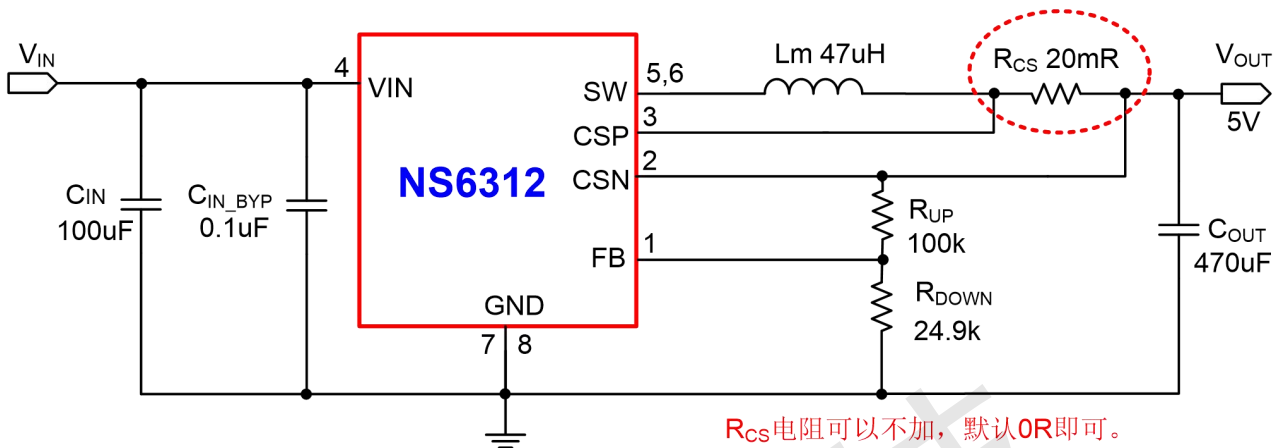 VIN
4
VIN
5,6
SW
Lm 47uH
RCS 20mR
VOUT
5V
3
CSP
2
CSN
NS6312
CIN
100uF
CIN_BYP
0.1uF
RUP
100k
1
FB
RDOWN
24.9k
COUT
470uF
GND
7 8
RCS电阻可以不加，默认0R即可。